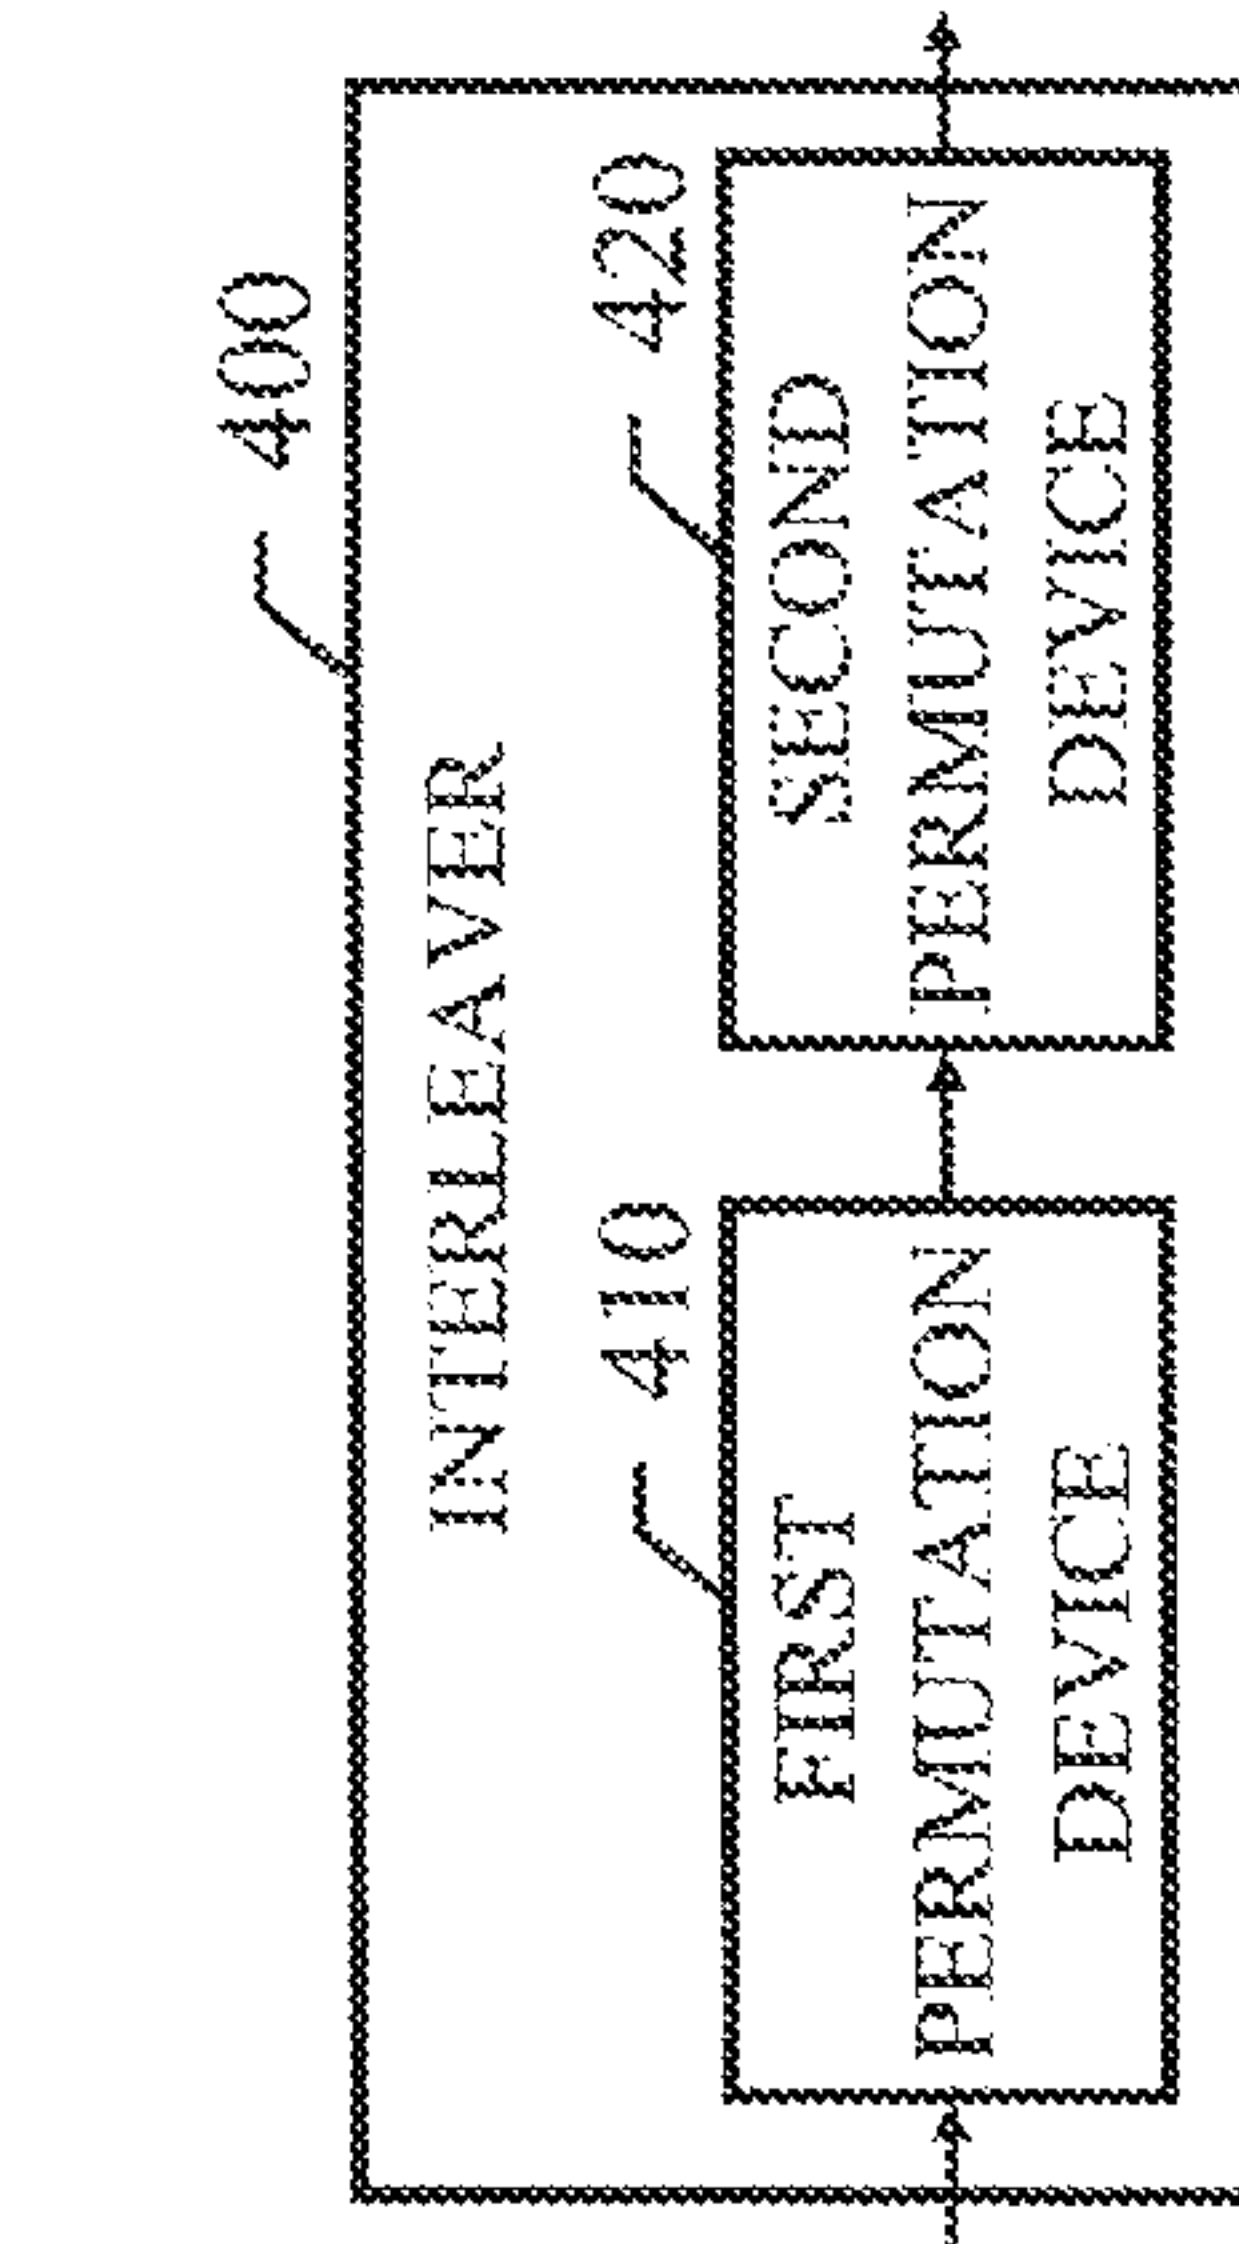 400
INTERLEAVER
410
FIRST
PERMUTATION
DEVICE
420
SECOND
PERMUTATION
DEVICE